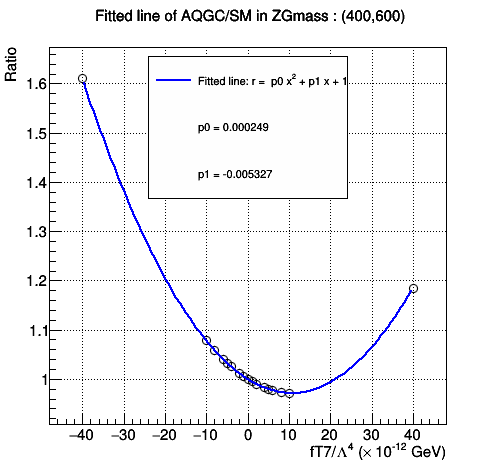 Fitted line of AQGC/SM in ZGmass : (400,600)
Ratio
Fitted line: r = p0 x² + p1 x + 1
p0 = 0.000249
p1 = -0.005327
1.6
1.5
1.4
1.3
1.2
1.1
1
−40 −30 −20 −10 0 10 20 30 40
fT7/Λ⁴ (× 10⁻¹² GeV)